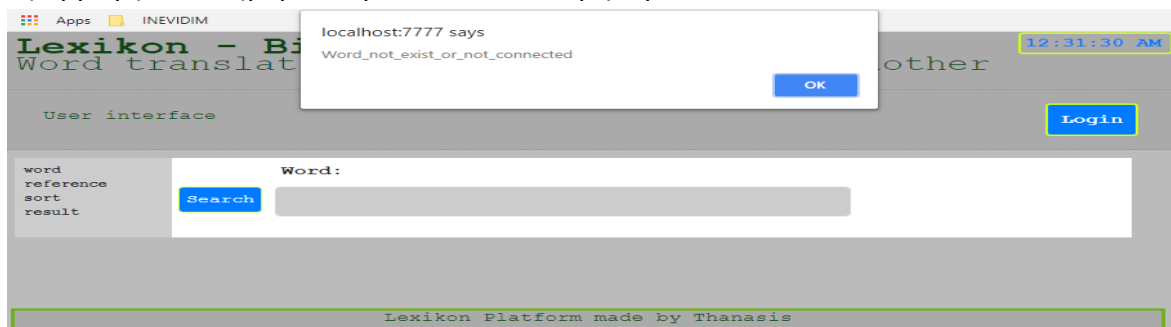 Apps INEVIDIM
localhost:7777 says
Word_not_exist_or_not_connected
OK
Lexikon - Bi
Word translat
other
12:31:30 AM
User interface
Login
word
reference
sort
result
Word:
Search
Lexikon Platform made by Thanasis